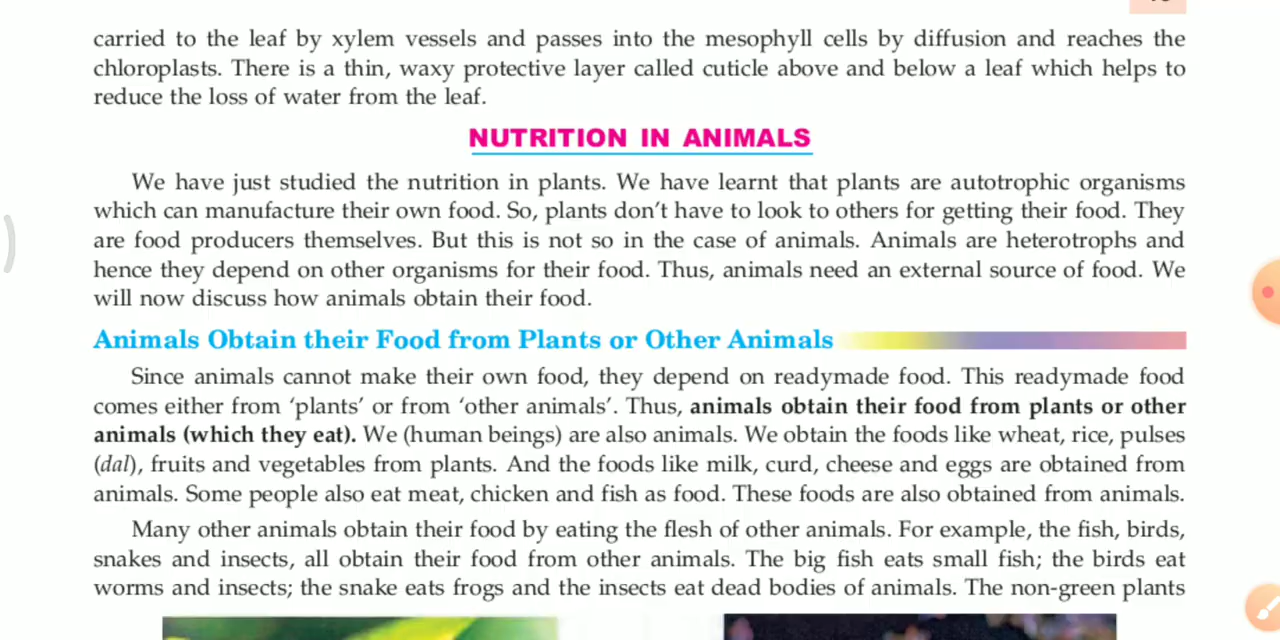 carried to the leaf by xylem vessels and passes into the mesophyll cells by diffusion and reaches the
chloroplasts. There is a thin, waxy protective layer called cuticle above and below a leaf which helps to
reduce the loss of water from the leaf.
NUTRITION IN ANIMALS
We have just studied the nutrition in plants. We have learnt that plants are autotrophic organisms
which can manufacture their own food. So, plants don't have to look to others for getting their food. They
are food producers themselves. But this is not so in the case of animals. Animals are heterotrophs and
hence they depend on other organisms for their food. Thus, animals need an external source of food. We
will now discuss how animals obtain their food.
Animals Obtain their Food from Plants or Other Animals
Since animals cannot make their own food, they depend on readymade food. This readymade food
comes either from ‘plants’ or from ‘other animals’. Thus, animals obtain their food from plants or other
animals (which they eat). We (human beings) are also animals. We obtain the foods like wheat, rice, pulses
(dal), fruits and vegetables from plants. And the foods like milk, curd, cheese and eggs are obtained from
animals. Some people also eat meat, chicken and fish as food. These foods are also obtained from animals.
Many other animals obtain their food by eating the flesh of other animals. For example, the fish, birds,
snakes and insects, all obtain their food from other animals. The big fish eats small fish; the birds eat
worms and insects; the snake eats frogs and the insects eat dead bodies of animals. The non-green plants